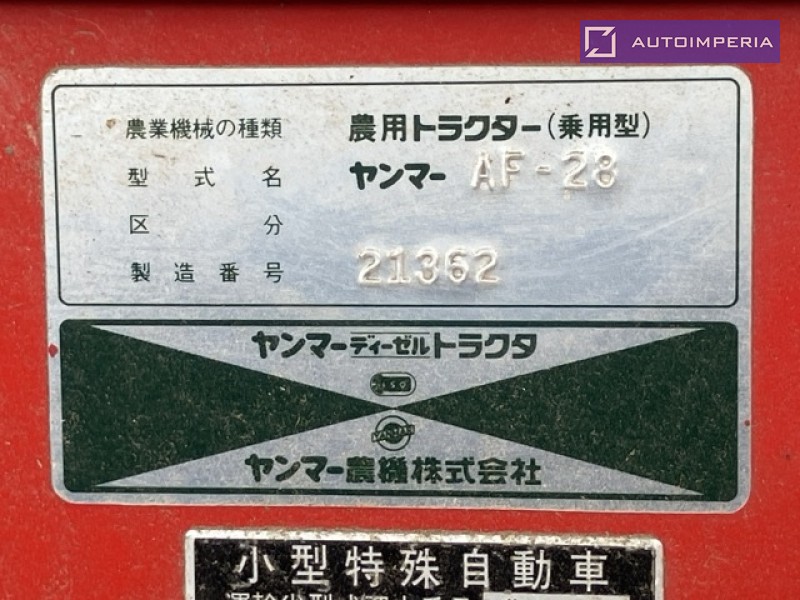 AUTOIMPERIA
農業機械の種類 農用トラクター(乗用型)
型式名 ヤンマー AF-28
区分
製造番号 21362
ヤンマーディーゼルトラクタ
YANMAR
ヤンマー農機株式会社
小型特殊自動車